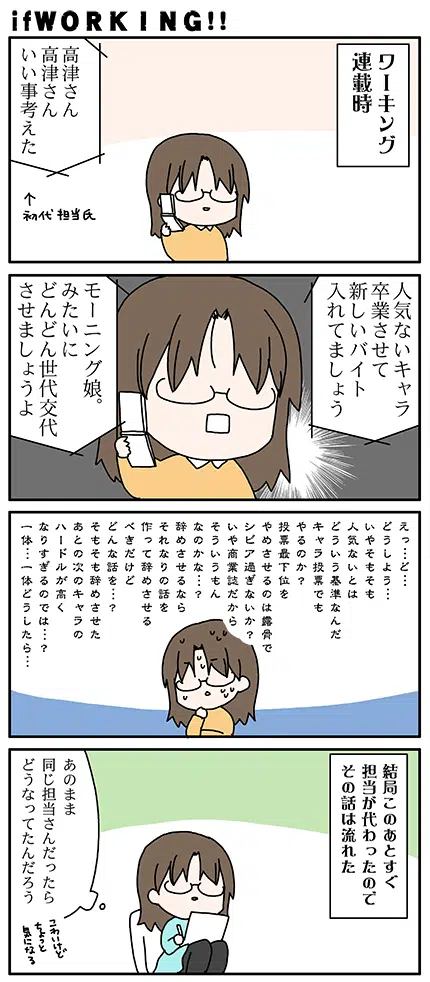 ifWORKING!!
ワーキング
連載時
高津さん
高津さん
いい事考えた
↑
初代担当氏
人気ないキャラ
卒業させて
新しいバイト
入れてましょう
モーニング娘。
みたいに
どんどん世代交代
させましょうよ
えっ…ど…
どうしよう…
いやそもそも
人気ないとは
どういう基準なんだ
キャラ投票でも
やるのか?
投票最下位を
やめさせるのは露骨で
シビア過ぎないか?
いや商業誌だから
そういうもん
なのかな…?
辞めさせるなら
それなりの話を
作って辞めさせる
べきだけど
どんな話を…?
そもそも辞めさせた
あとの次のキャラの
ハードルが高く
なりすぎるのでは…?
一体…一体どうしたら…
結局このあとすぐ
担当が代わったので
その話は流れた
あのまま
同じ担当さんだったら
どうなってたんだろう
こわいけど
ちょっと
気になる